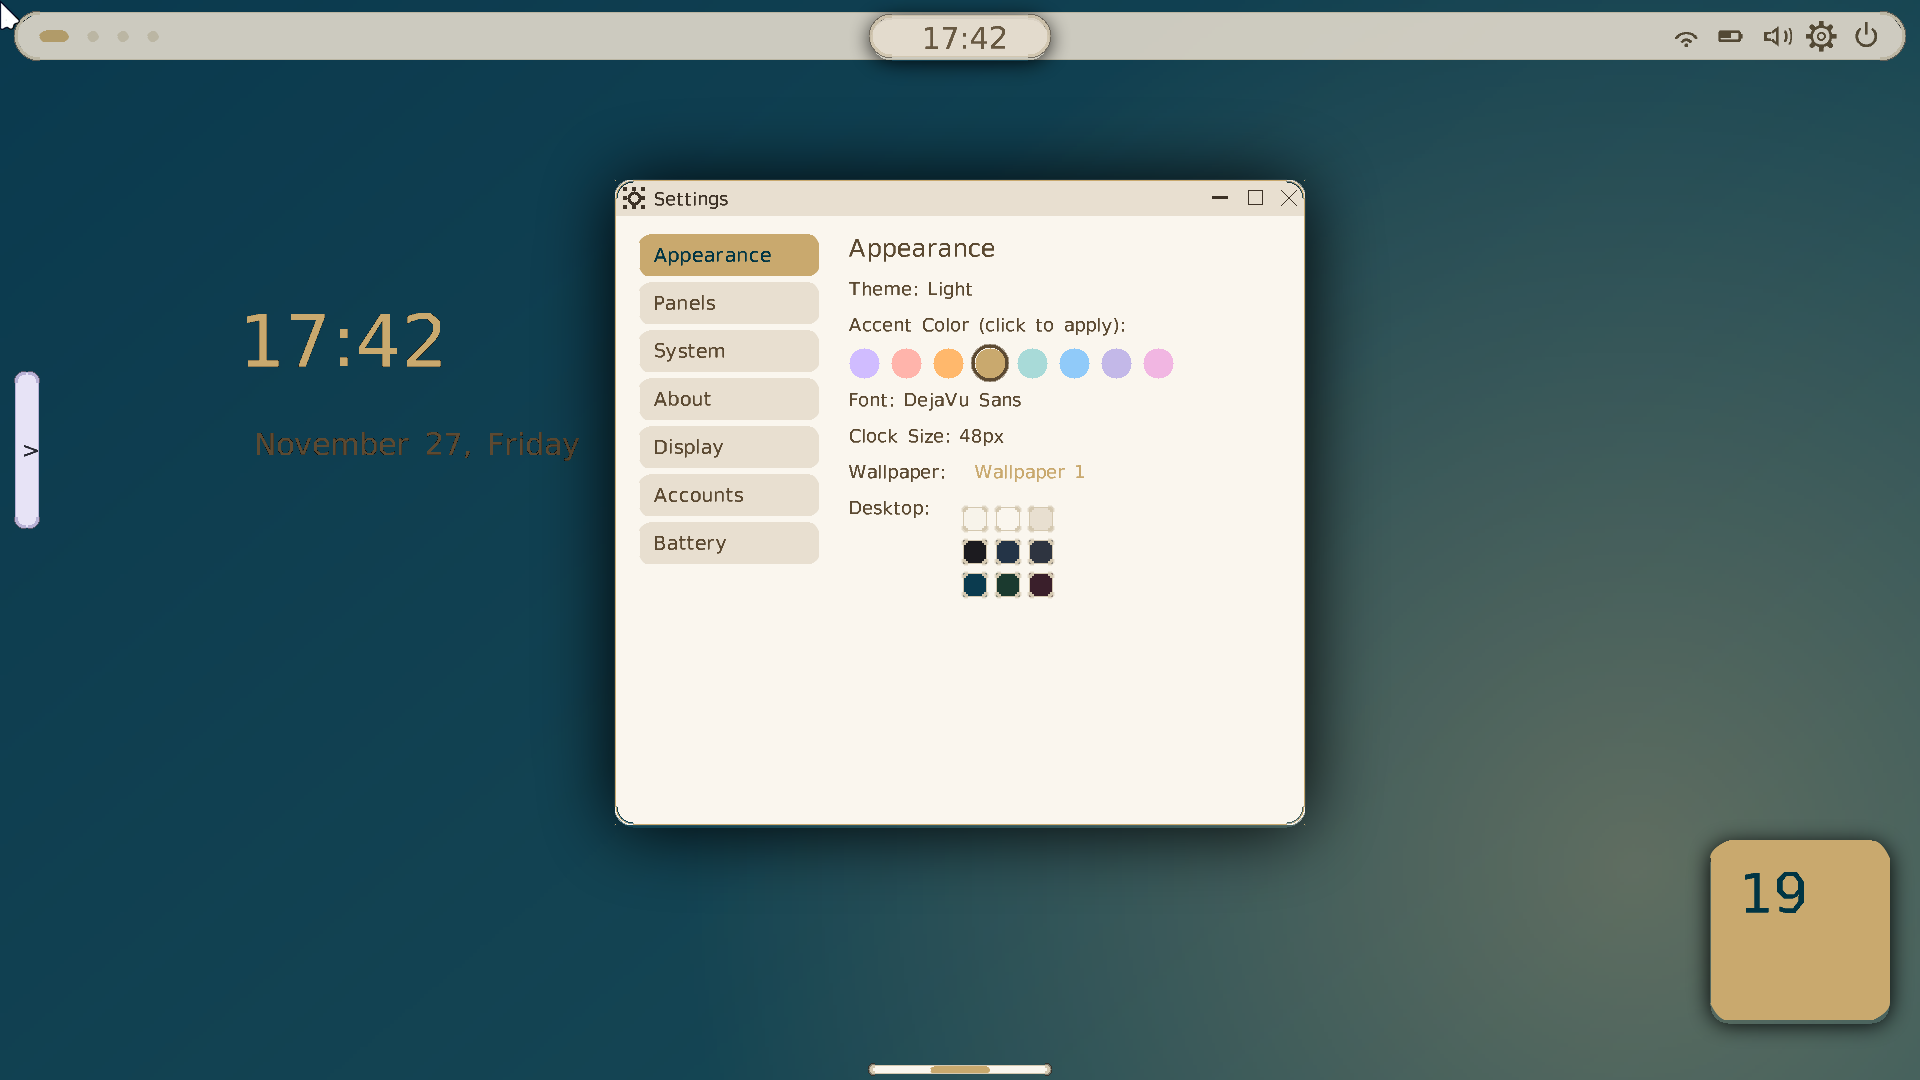 17:42
Settings
Appearance
Panels
System
About
Display
Accounts
Battery
Appearance
Theme: Light
Accent Color (click to apply):
Font: DejaVu Sans
Clock Size: 48px
Wallpaper: Wallpaper 1
Desktop:
17:42
November 27, Friday
>
19